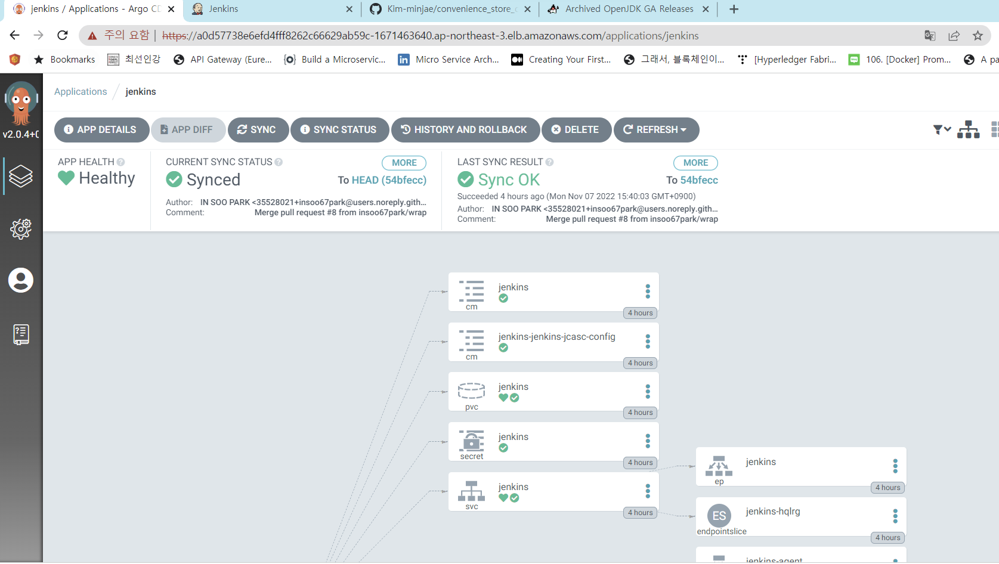 jenkins / Applications - Argo CD
Jenkins
Kim-minjae/convenience_store_
Archived OpenJDK GA Releases
주의 요함 | https://a0d57738e6efd4fff8262c66629ab59c-1671463640.ap-northeast-3.elb.amazonaws.com/applications/jenkins
Bookmarks
최선인강
API Gateway (Eure...
Build a Microservic...
Micro Service Arch...
Creating Your First...
그래서, 블록체인이...
[Hyperledger Fabri...
106. [Docker] Prom...
A pa
v2.0.4+0
Applications / jenkins
APP DETAILS
APP DIFF
SYNC
SYNC STATUS
HISTORY AND ROLLBACK
DELETE
REFRESH
APP HEALTH
Healthy
CURRENT SYNC STATUS
MORE
Synced
To HEAD (54bfecc)
Author: IN SOO PARK <35528021+insoo67park@users.noreply.gith...
Comment: Merge pull request #8 from insoo67park/wrap
LAST SYNC RESULT
MORE
Sync OK
To 54bfecc
Succeeded 4 hours ago (Mon Nov 07 2022 15:40:03 GMT+0900)
Author: IN SOO PARK <35528021+insoo67park@users.noreply.gith...
Comment: Merge pull request #8 from insoo67park/wrap
jenkins
cm
4 hours
jenkins-jenkins-jcasc-config
cm
4 hours
jenkins
pvc
4 hours
jenkins
secret
4 hours
jenkins
svc
4 hours
jenkins
ep
4 hours
ES
jenkins-hqlrg
endpointslice
4 hours
jenkins-agent